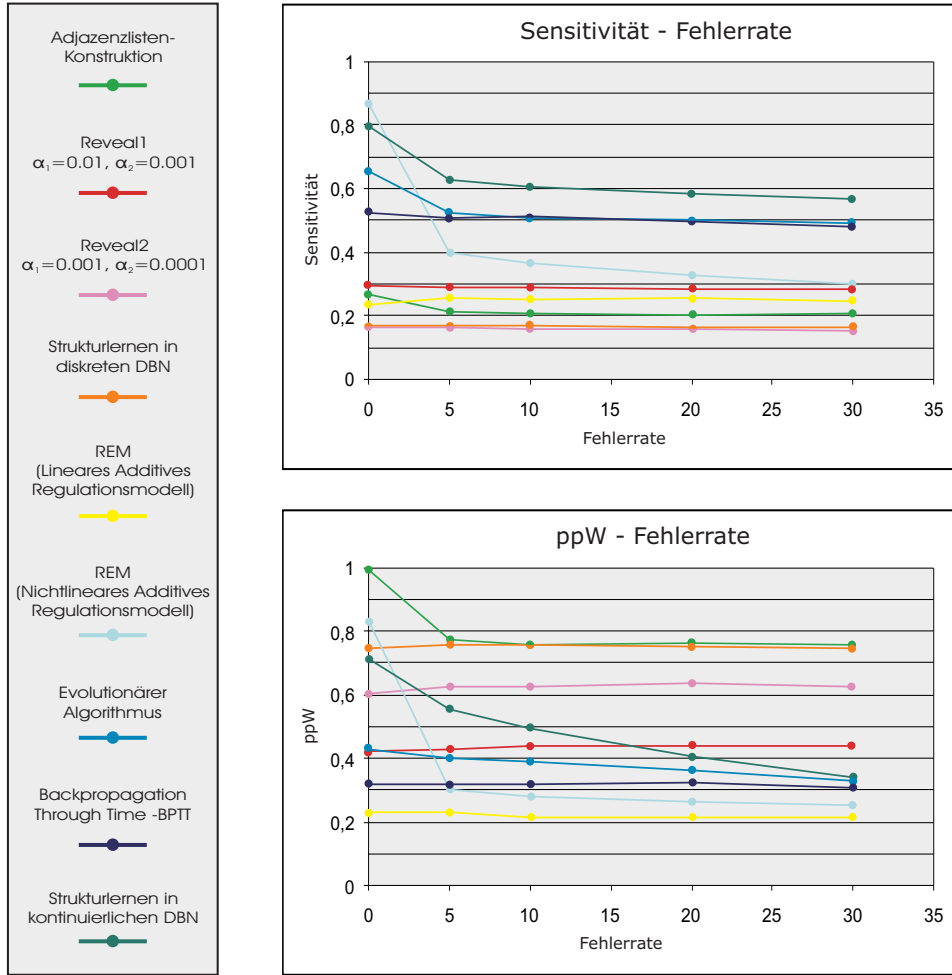 Adjazenzlisten-
Konstruktion
Reveal1
α₁=0.01, α₂=0.001
Reveal2
α₁=0.001, α₂=0.0001
Strukturlernen in
diskreten DBN
REM
(Lineares Additives
Regulationsmodell)
REM
(Nichtlineares Additives
Regulationsmodell)
Evolutionärer
Algorithmus
Backpropagation
Through Time -BPTT
Strukturlernen in
kontinuierlichen DBN
Sensitivität - Fehlerrate
Sensitivität
1
0,8
0,6
0,4
0,2
0
0 5 10 15 20 25 30 35
Fehlerrate
ppW - Fehlerrate
ppW
1
0,8
0,6
0,4
0,2
0
0 5 10 15 20 25 30 35
Fehlerrate